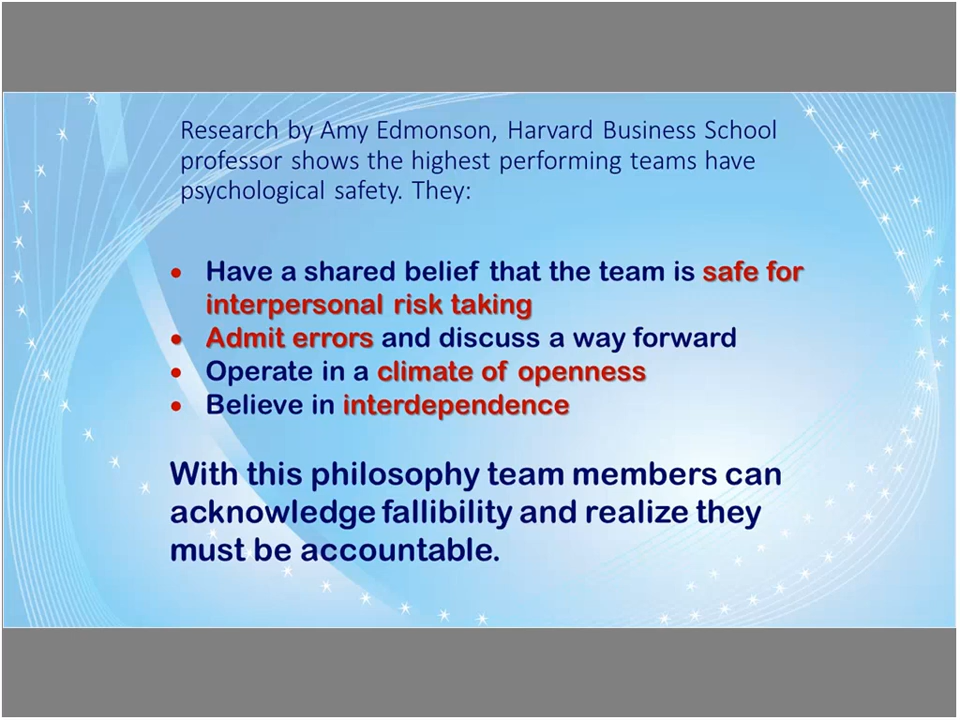 Research by Amy Edmonson, Harvard Business School
professor shows the highest performing teams have
psychological safety. They:
• Have a shared belief that the team is safe for
interpersonal risk taking
• Admit errors and discuss a way forward
• Operate in a climate of openness
• Believe in interdependence
With this philosophy team members can
acknowledge fallibility and realize they
must be accountable.